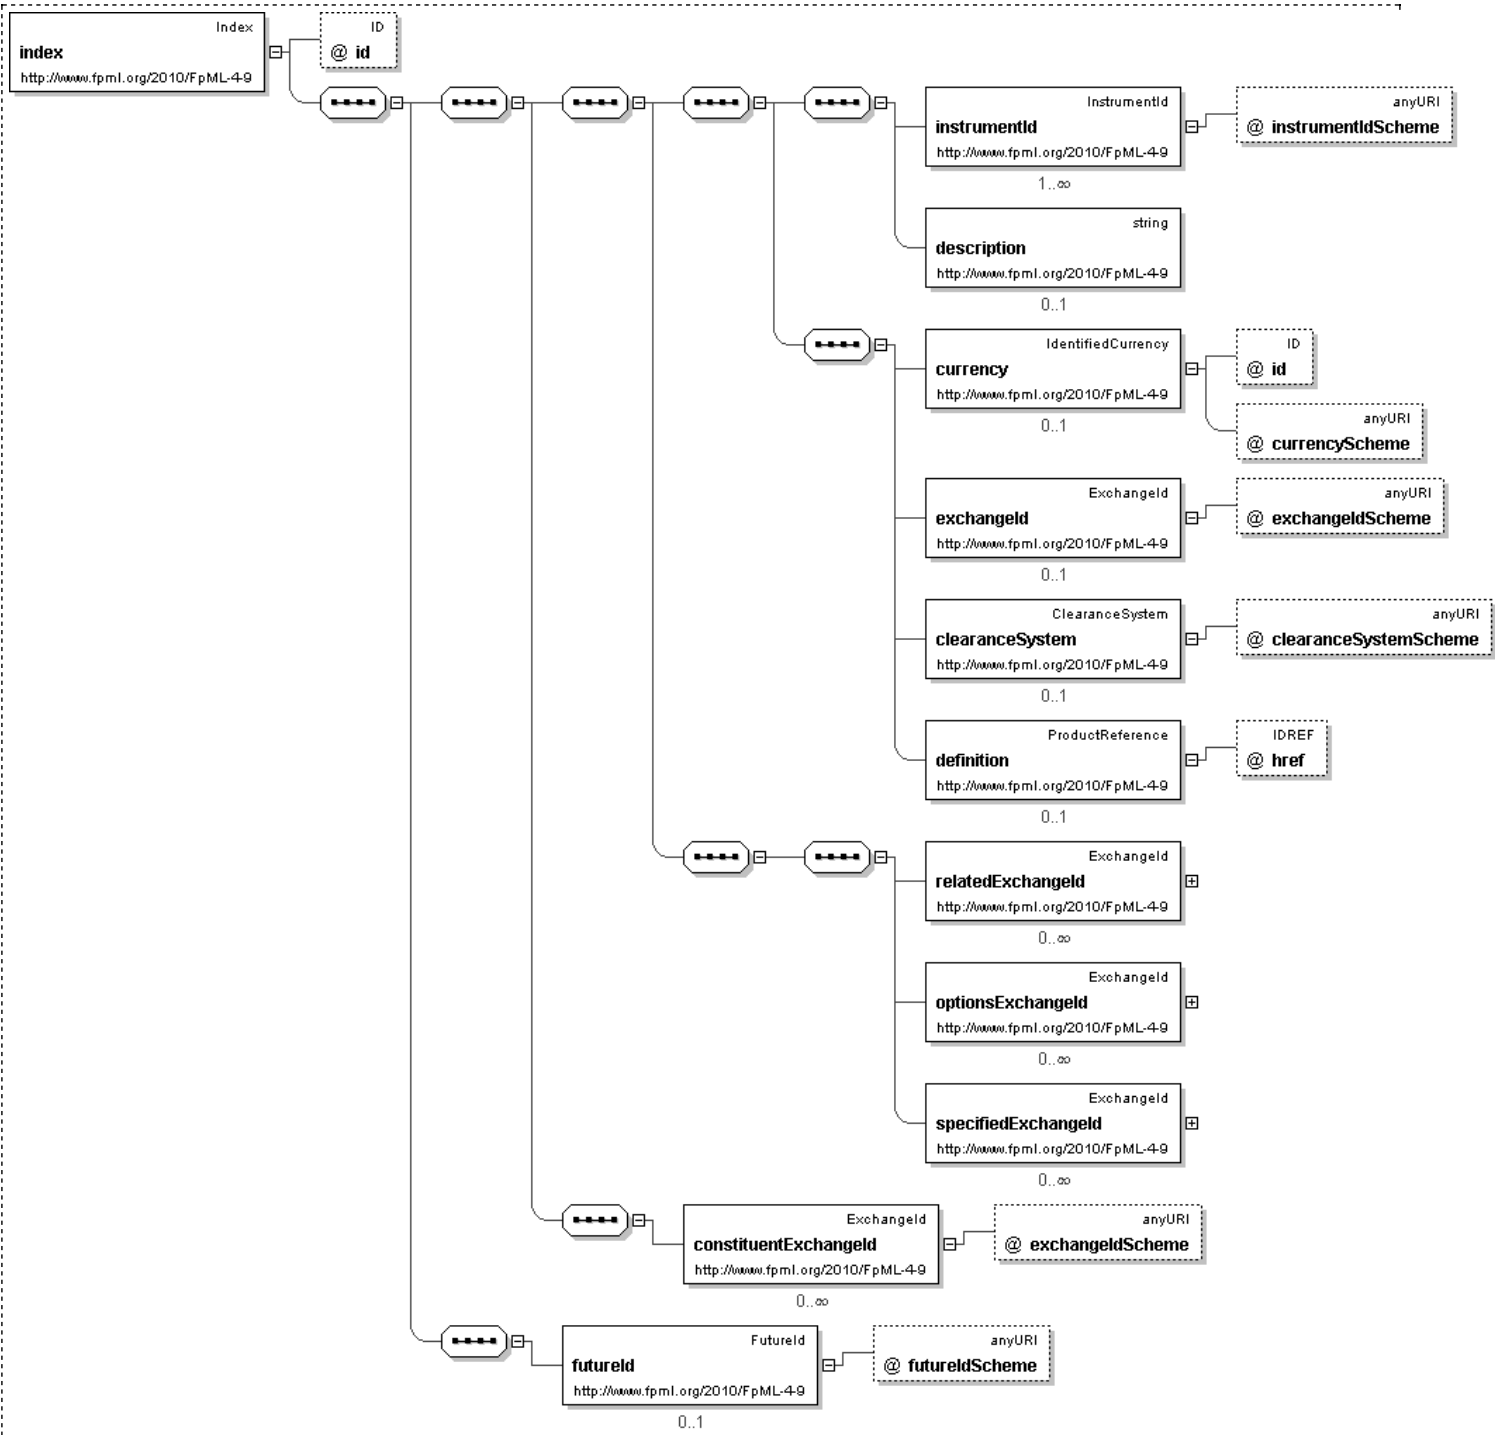 Index
index
http://www.fpml.org/2010/FpML-4-9
ID
@ id
InstrumentId
instrumentId
http://www.fpml.org/2010/FpML-4-9
1..∞
anyURI
@ instrumentIdScheme
string
description
http://www.fpml.org/2010/FpML-4-9
0..1
IdentifiedCurrency
currency
http://www.fpml.org/2010/FpML-4-9
0..1
ID
@ id
anyURI
@ currencyScheme
ExchangeId
exchangeId
http://www.fpml.org/2010/FpML-4-9
0..1
anyURI
@ exchangeIdScheme
ClearanceSystem
clearanceSystem
http://www.fpml.org/2010/FpML-4-9
0..1
anyURI
@ clearanceSystemScheme
ProductReference
definition
http://www.fpml.org/2010/FpML-4-9
0..1
IDREF
@ href
ExchangeId
relatedExchangeId
http://www.fpml.org/2010/FpML-4-9
0..∞
ExchangeId
optionsExchangeId
http://www.fpml.org/2010/FpML-4-9
0..∞
ExchangeId
specifiedExchangeId
http://www.fpml.org/2010/FpML-4-9
0..∞
ExchangeId
constituentExchangeId
http://www.fpml.org/2010/FpML-4-9
0..∞
anyURI
@ exchangeIdScheme
FutureId
futureId
http://www.fpml.org/2010/FpML-4-9
0..1
anyURI
@ futureIdScheme